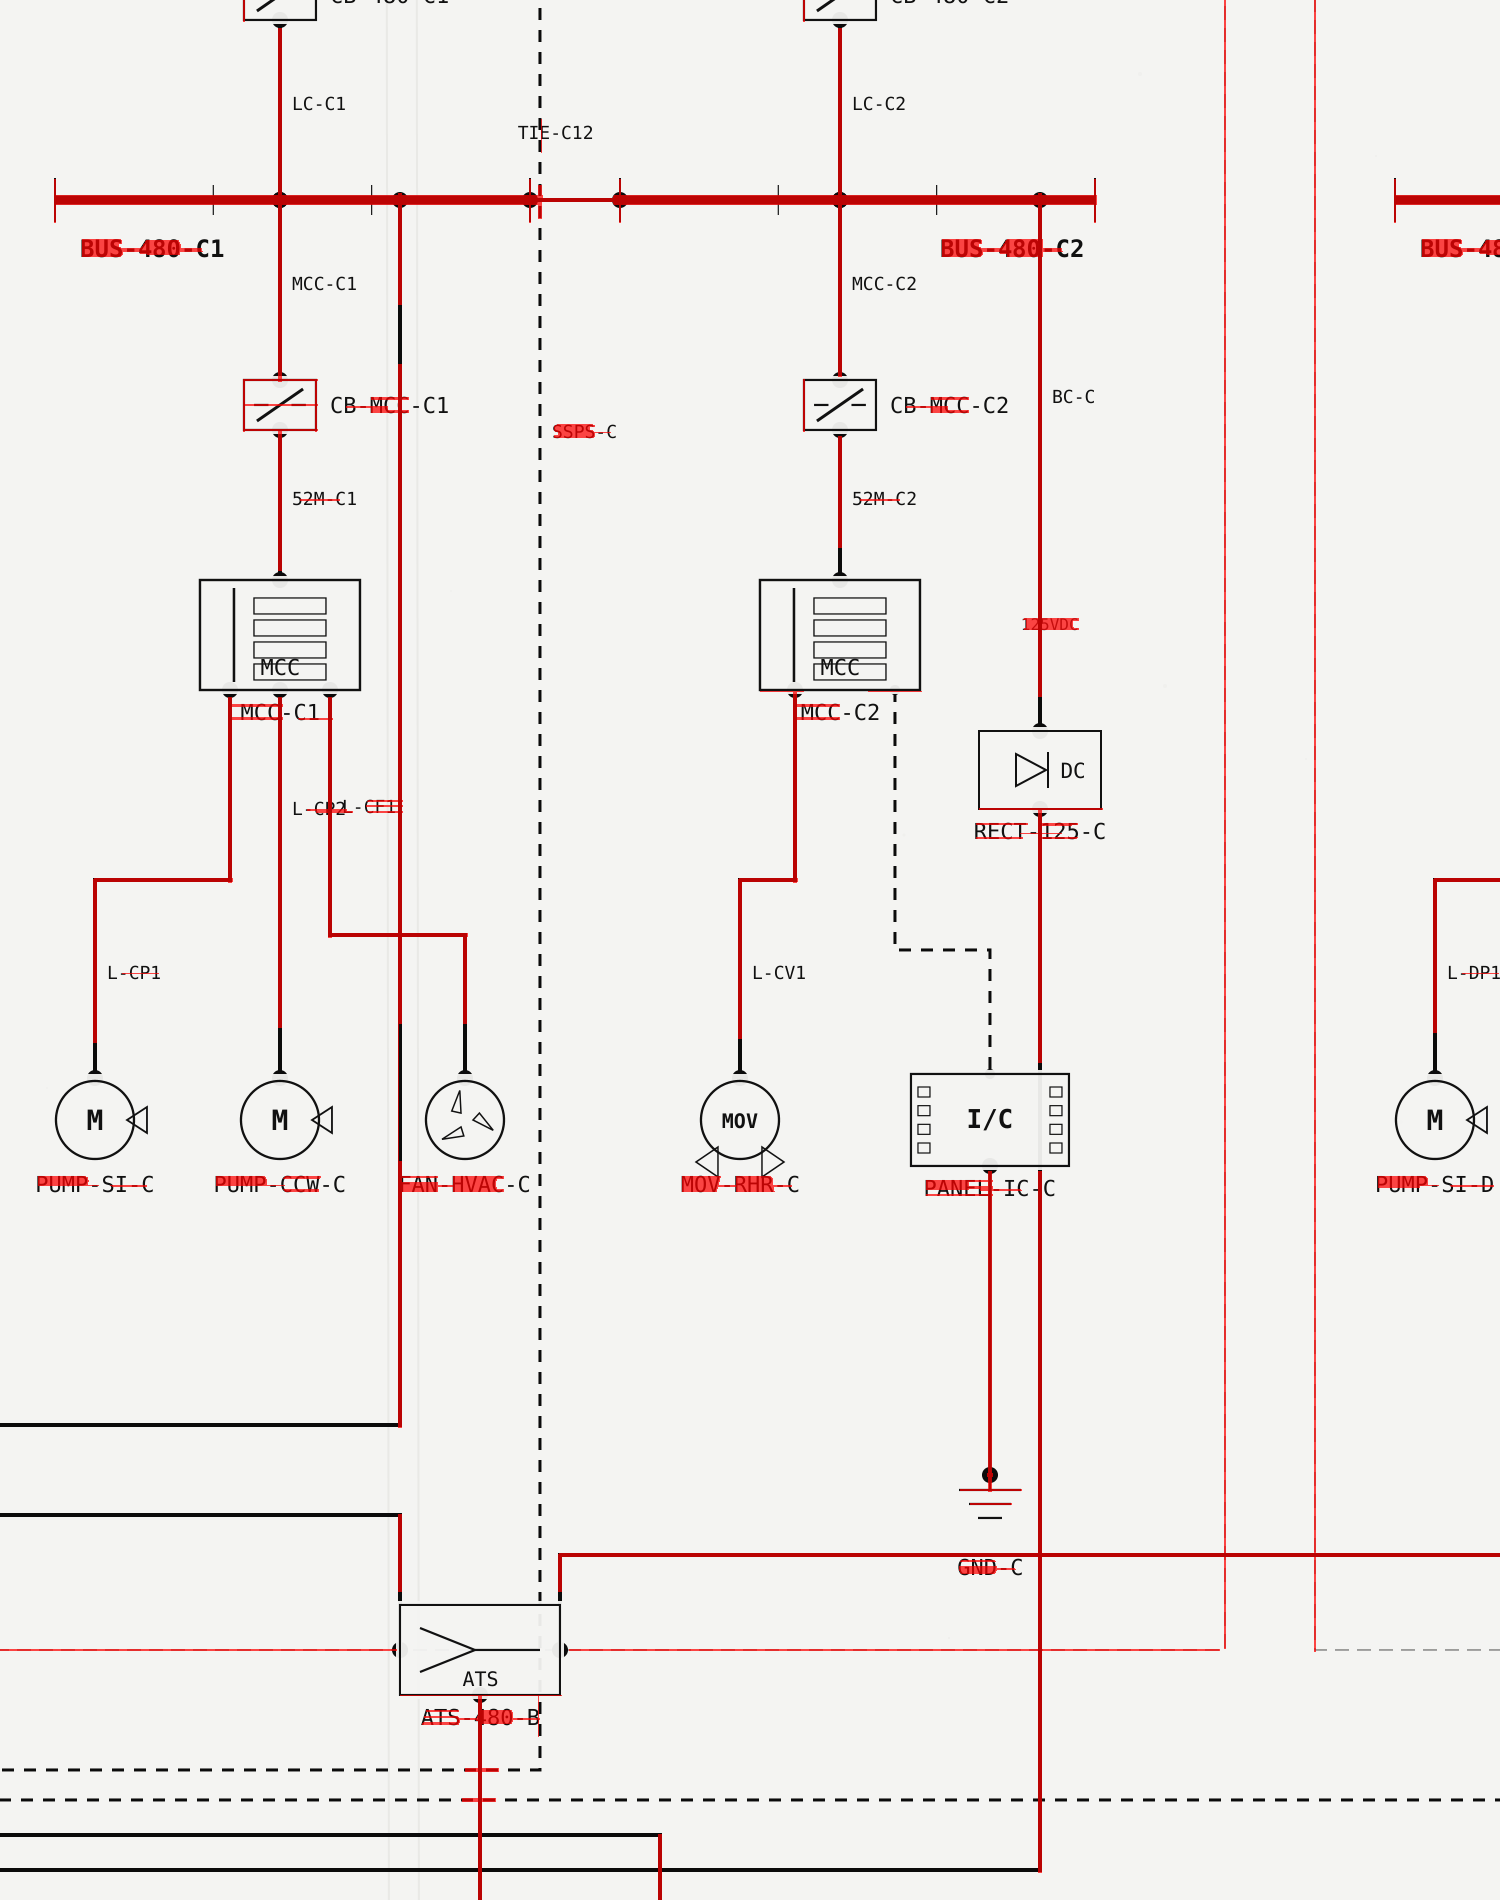 LC-C1
LC-C2
TIE-C12
BUS-480-C1
BUS-480-C2
MCC-C1
MCC-C2
BC-C
CB-MCC-C1
CB-MCC-C2
SSPS-C
52M-C1
52M-C2
125VDC
MCC
MCC
MCC-C1
MCC-C2
DC
RECT-125-C
L-CP2
L-CF1
L-CP1
L-CV1
L-DP1
M
M
MOV
I/C
M
PUMP-SI-C
PUMP-CCW-C
FAN-HVAC-C
MOV-RHR-C
PANEL-IC-C
PUMP-SI-D
GND-C
ATS
ATS-480-B